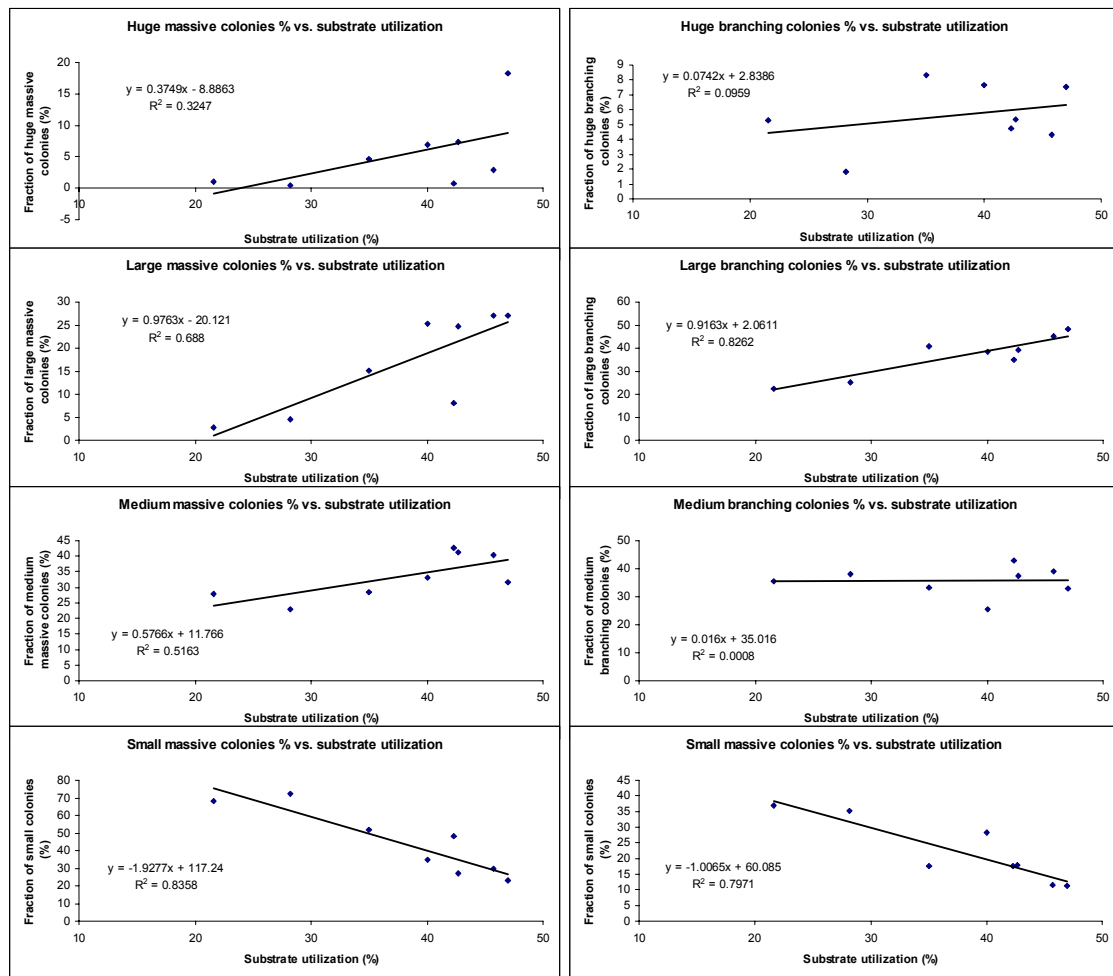 Huge massive colonies % vs. substrate utilization
y = 0.3749x - 8.8863
R² = 0.3247
20
15
10
5
0
-5
10 20 30 40 50
Fraction of huge massive
colonies (%)
Substrate utilization (%)
Huge branching colonies % vs. substrate utilization
y = 0.0742x + 2.8386
R² = 0.0959
9
8
7
6
5
4
3
2
1
0
10 20 30 40 50
Fraction of huge branching
colonies (%)
Substrate utilization (%)
Large massive colonies % vs. substrate utilization
y = 0.9763x - 20.121
R² = 0.688
30
25
20
15
10
5
0
10 20 30 40 50
Fraction of large massive
colonies (%)
Substrate utilization (%)
Large branching colonies % vs. substrate utilization
y = 0.9163x + 2.0611
R² = 0.8262
60
50
40
30
20
10
0
10 20 30 40 50
Fraction of large branching
colonies (%)
Substrate utilization (%)
Medium massive colonies % vs. substrate utilization
45
40
35
30
25
20
15
10
5
0
y = 0.5766x + 11.766
R² = 0.5163
10 20 30 40 50
Fraction of medium
massive colonies (%)
Substrate utilization (%)
Medium branching colonies % vs. substrate utilization
50
40
30
20
10
0
y = 0.016x + 35.016
R² = 0.0008
10 20 30 40 50
Fraction of medium
branching colonies (%)
Substrate utilization (%)
Small massive colonies % vs. substrate utilization
80
70
60
50
40
30
20
10
0
y = -1.9277x + 117.24
R² = 0.8358
10 20 30 40 50
Fraction of small colonies
(%)
Substrate utilization (%)
Small massive colonies % vs. substrate utilization
45
40
35
30
25
20
15
10
5
0
y = -1.0065x + 60.085
R² = 0.7971
10 20 30 40 50
Fraction of small colonies
(%)
Substrate utilization (%)